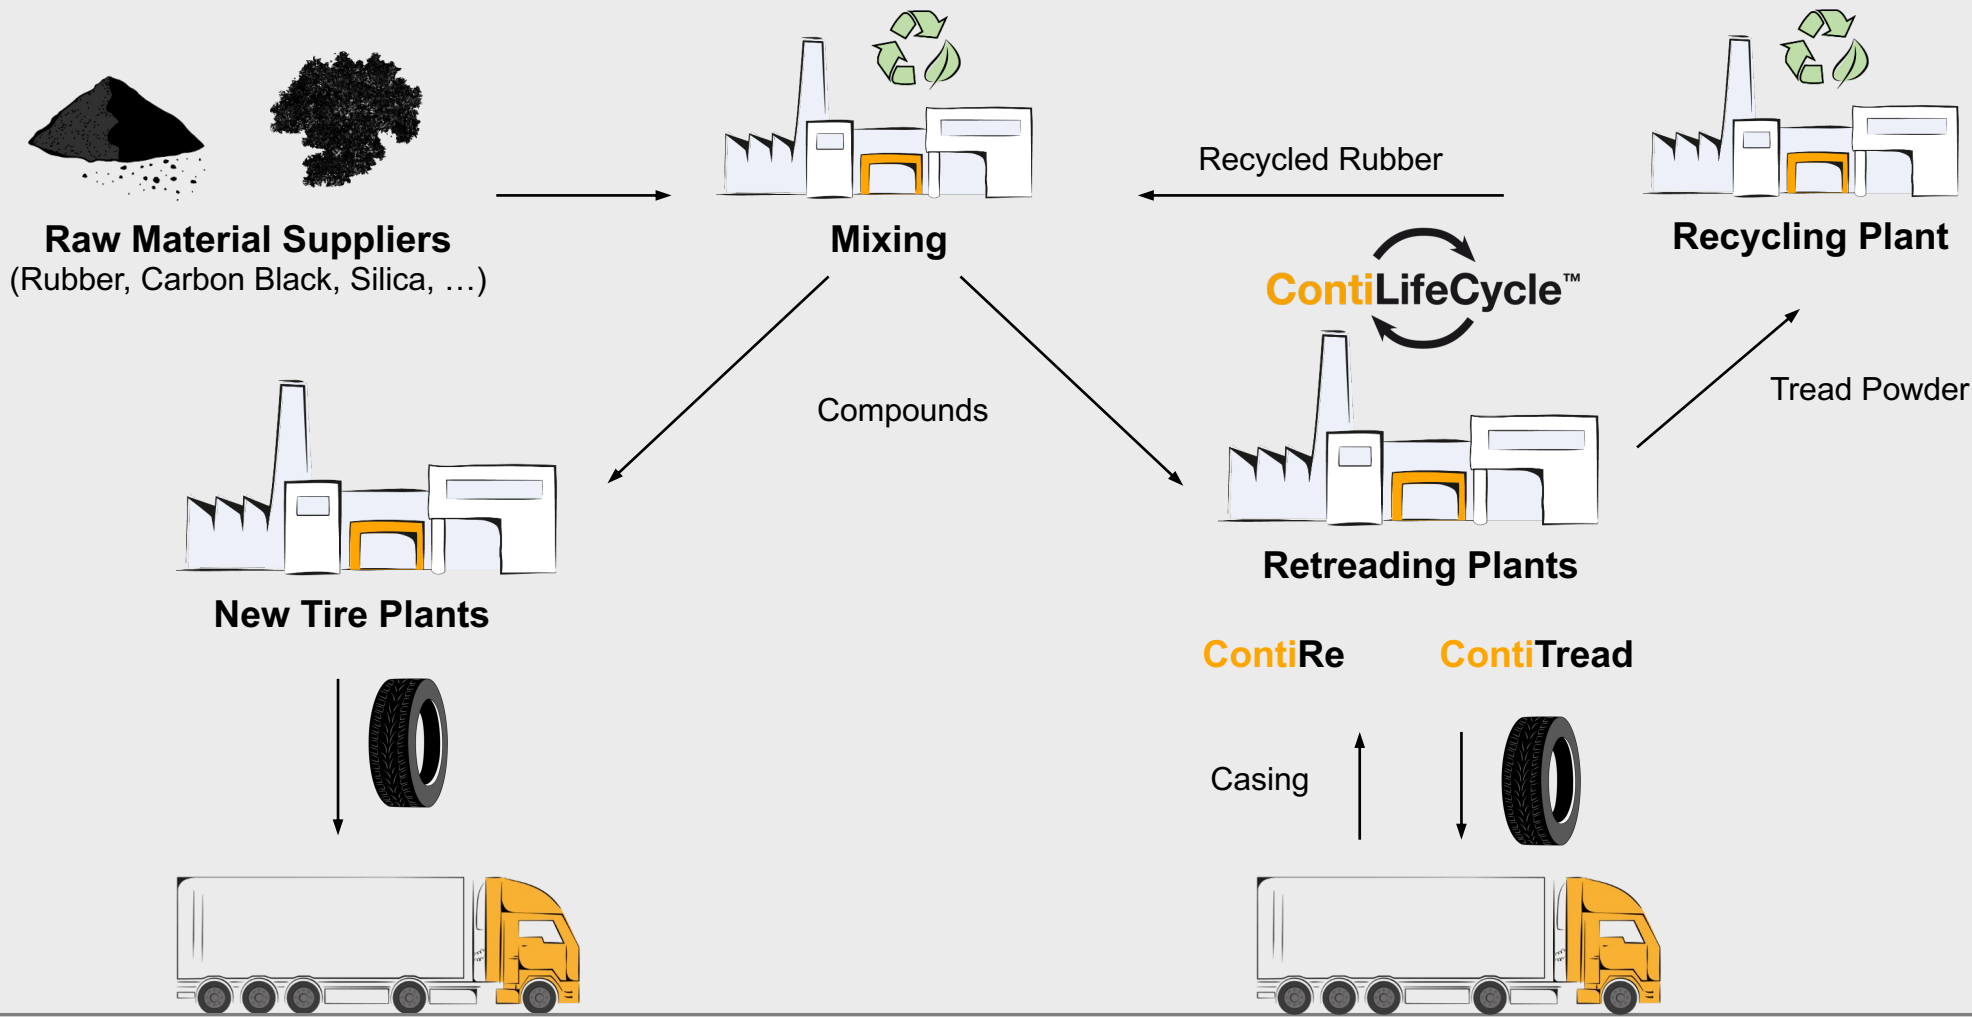 Recycled Rubber
Raw Material Suppliers
(Rubber, Carbon Black, Silica, …)
Mixing
Recycling Plant
ContiLifeCycle™
Compounds
Tread Powder
New Tire Plants
Retreading Plants
ContiRe
ContiTread
Casing